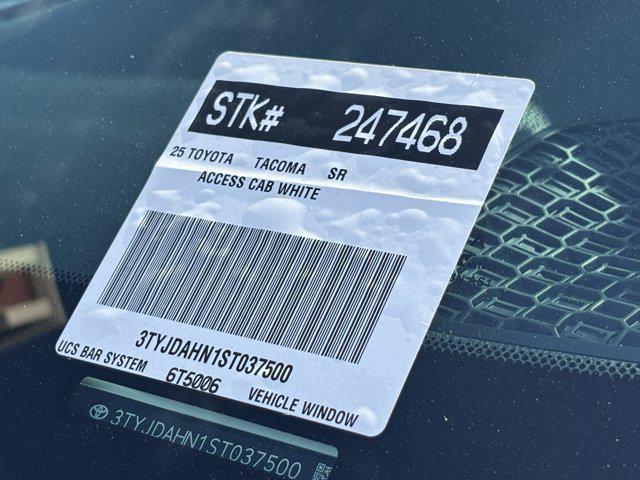 STK# 247468
25 TOYOTA TACOMA SR
ACCESS CAB WHITE
3TYJDAHN1ST037500
UCS BAR SYSTEM 6T5006 VEHICLE WINDOW
3TYJDAHN1ST037500